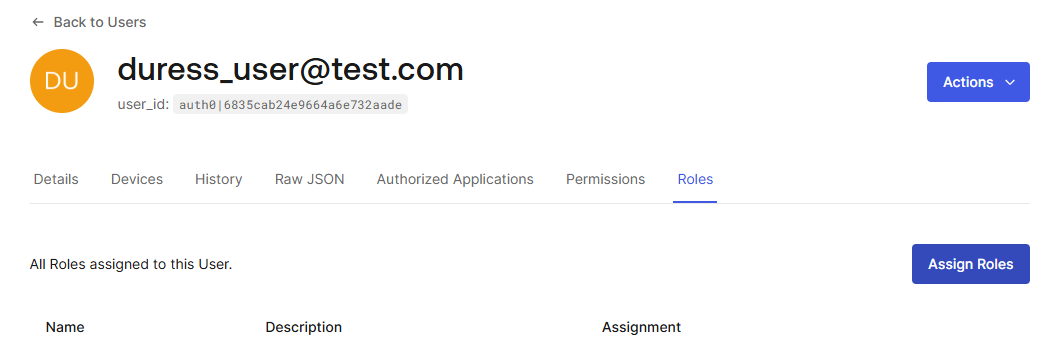 ← Back to Users
DU
duress_user@test.com
user_id: auth0|6835cab24e9664a6e732aade
Actions
Details Devices History Raw JSON Authorized Applications Permissions Roles
All Roles assigned to this User.
Assign Roles
Name Description Assignment